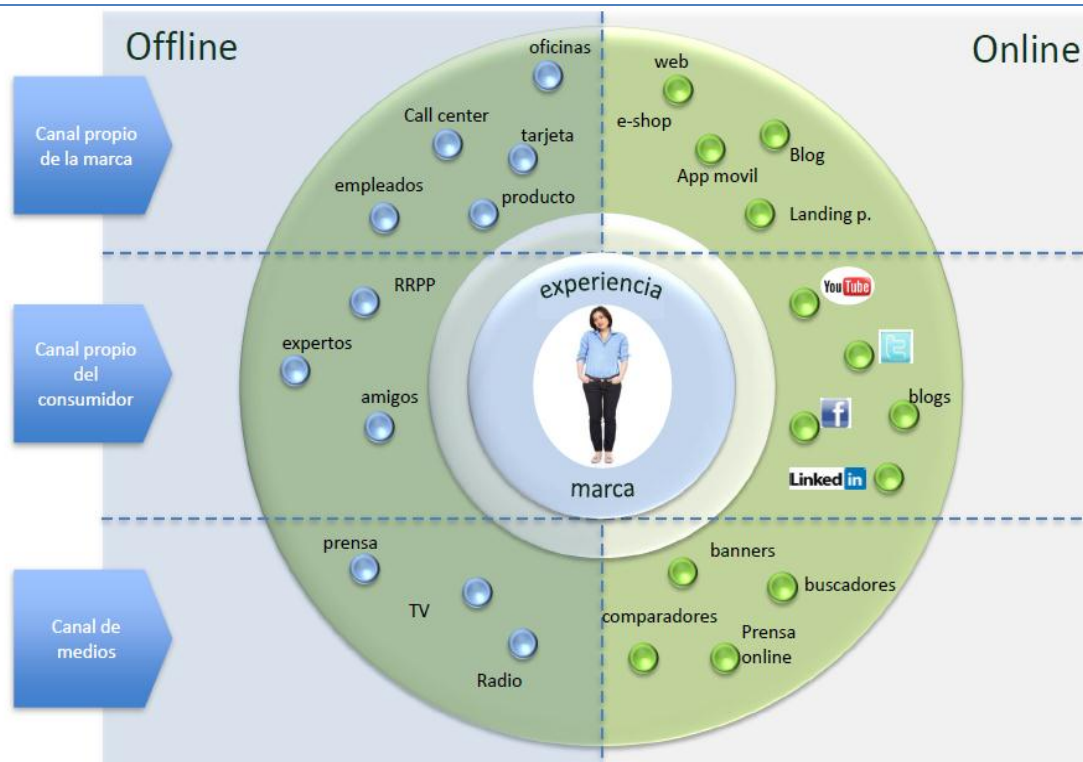 Offline
Online
Canal propio
de la marca
oficinas
Call center
tarjeta
empleados
producto
web
e-shop
Blog
App movil
Landing p.
Canal propio
del
consumidor
RRPP
expertos
amigos
experiencia
marca
YouTube
t
f
blogs
Linked in
Canal de
medios
prensa
TV
Radio
banners
buscadores
comparadores
Prensa
online